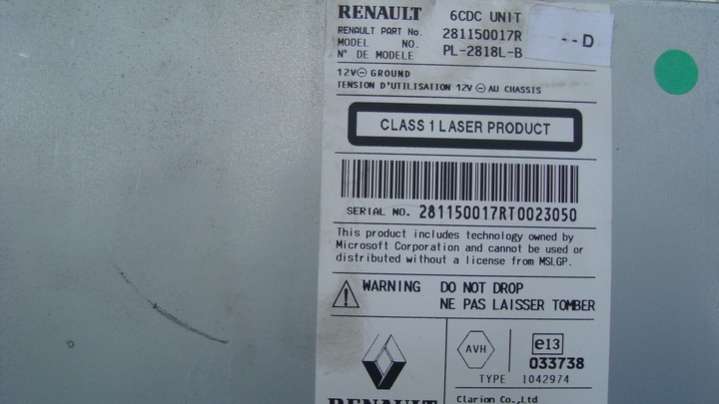 RENAULT 6CDC UNIT
RENAULT PART No. 281150017R --D
MODEL NO. PL-2818L-B
N° DE MODELE
12V⊖ GROUND
TENSION D'UTILISATION 12V ⊖ AU CHASSIS
CLASS 1 LASER PRODUCT
SERIAL NO. 281150017RT0023050
This product includes technology owned by
Microsoft Corporation and cannot be used or
distributed without a license from MSLGP.
WARNING DO NOT DROP
NE PAS LAISSER TOMBER
AVH e13
033738
TYPE 1042974
RENAULT Clarion Co.,Ltd